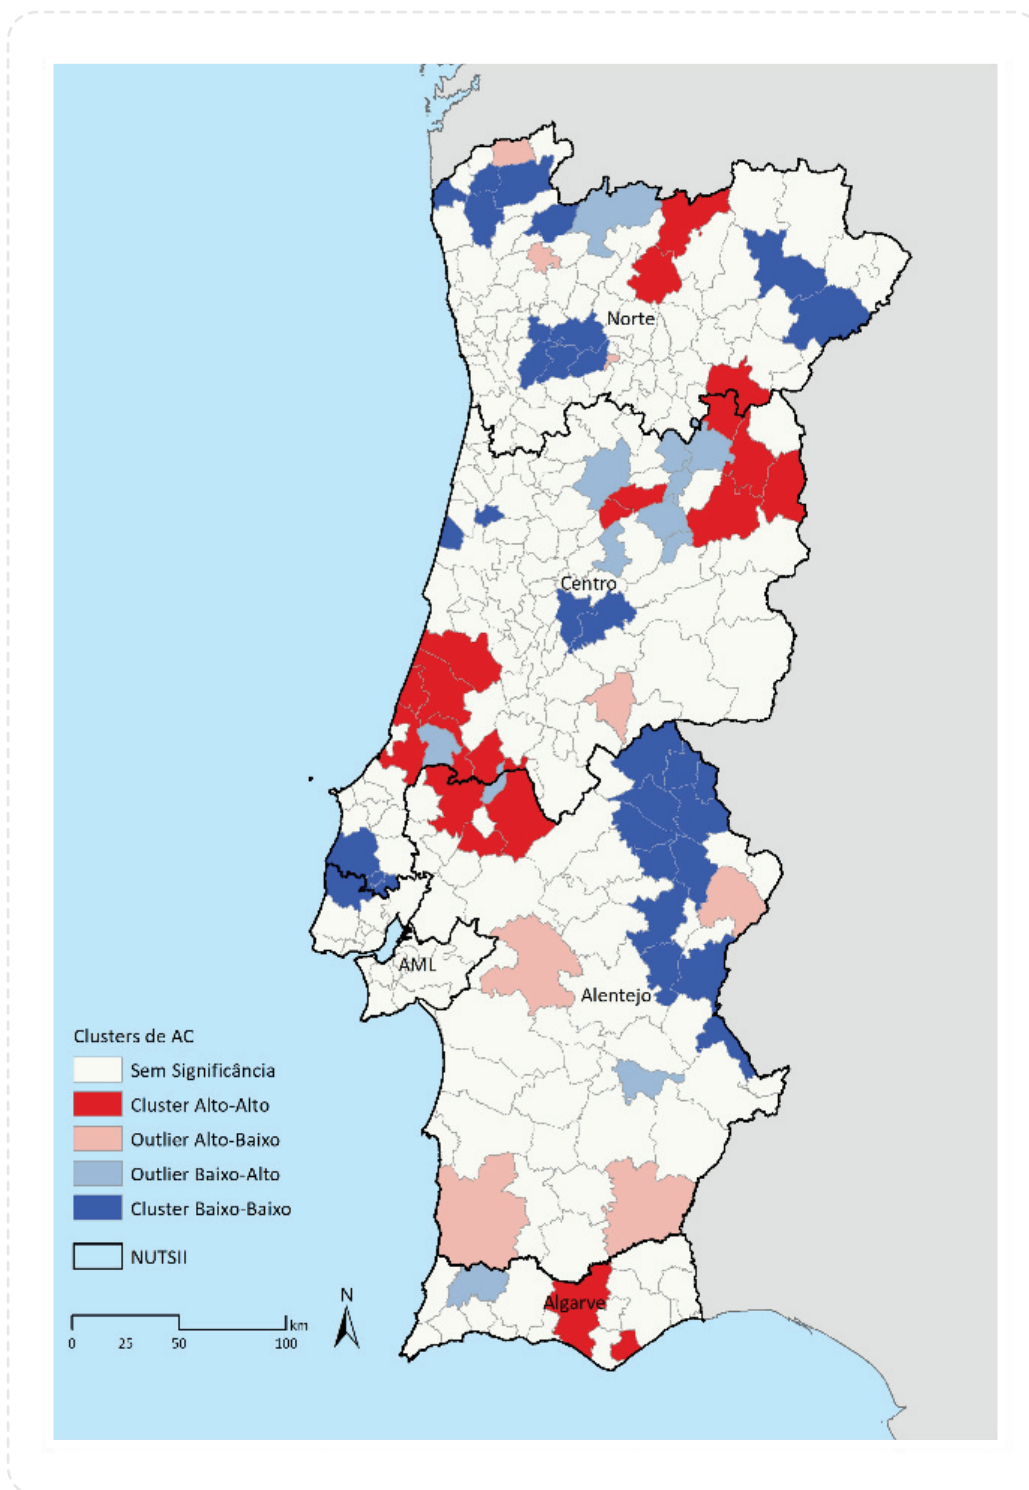 Norte
Centro
AML
Alentejo
Clusters de AC
Sem Significância
Cluster Alto-Alto
Outlier Alto-Baixo
Outlier Baixo-Alto
Cluster Baixo-Baixo
NUTSII
Algarve
N
km
0 25 50 100